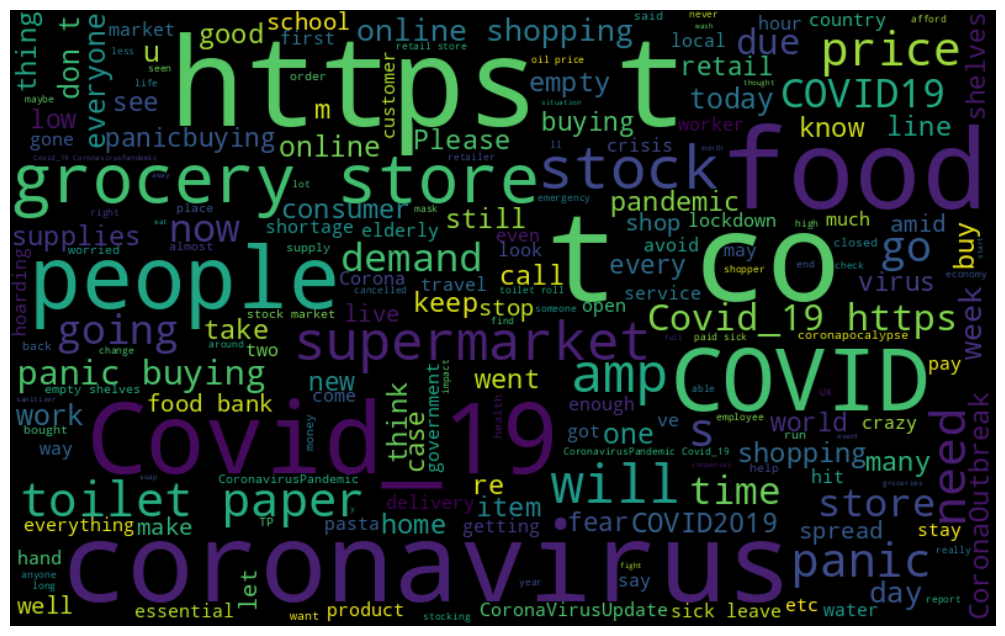 thing
don t
everyone
u
good
school
first
online shopping
said
never
wash
hour
country
afford
market
less
use
see
https t
retail store
order
oil price
thought
local
due
price
shelves
maybe
seen
life
m
customer
empty
situation
retail
today
COVID19
low
gone
panicbuying
online
Please
buying
worker
know
line
Covid_19 CoronavirusPandemic
retailer
ll
month
crisis
grocery store
stock
food
lot
away
right
place
mask
consumer
still
emergency
pandemic
high
much
supplies
now
shortage
elderly
shop
lockdown
may
amid
eat
even
look
avoid
closed
go
buy
worried
almost
supply
demand
call
every
virus
people
t co
Corona
travel
shopper
end
check
economy
start
hoarding
cancelled
toilet roll
service
week
stock market
keep
stop
someone
open
Covid_19 https
going
take
live
find
paid sick
coronapocalypse
back
change
around
two
supermarket
full
panic buying
amp
COVID
pay
empty shelves
new
went
able
UK
impact
sanitizer
food bank
come
think
case
government
health
enough
ve
employee
need
work
Covid_19
s
world
crazy
bought
way
money
got
one
run
event
CoronaOutbreak
CoronavirusPandemic Covid_19
shopping
many
soap
CoronavirusPandemic
re
will
help
hit
companies
groceries
toilet paper
delivery
item
time
store
TP
y
everything
make
pasta
home
getting
fear
COVID2019
spread
stay
hand
coronavirus
panic
really
anyone
long
let
fight
say
year
day
report
well
essential
want
product
stocking
CoronaVirusUpdate
sick leave
etc
water